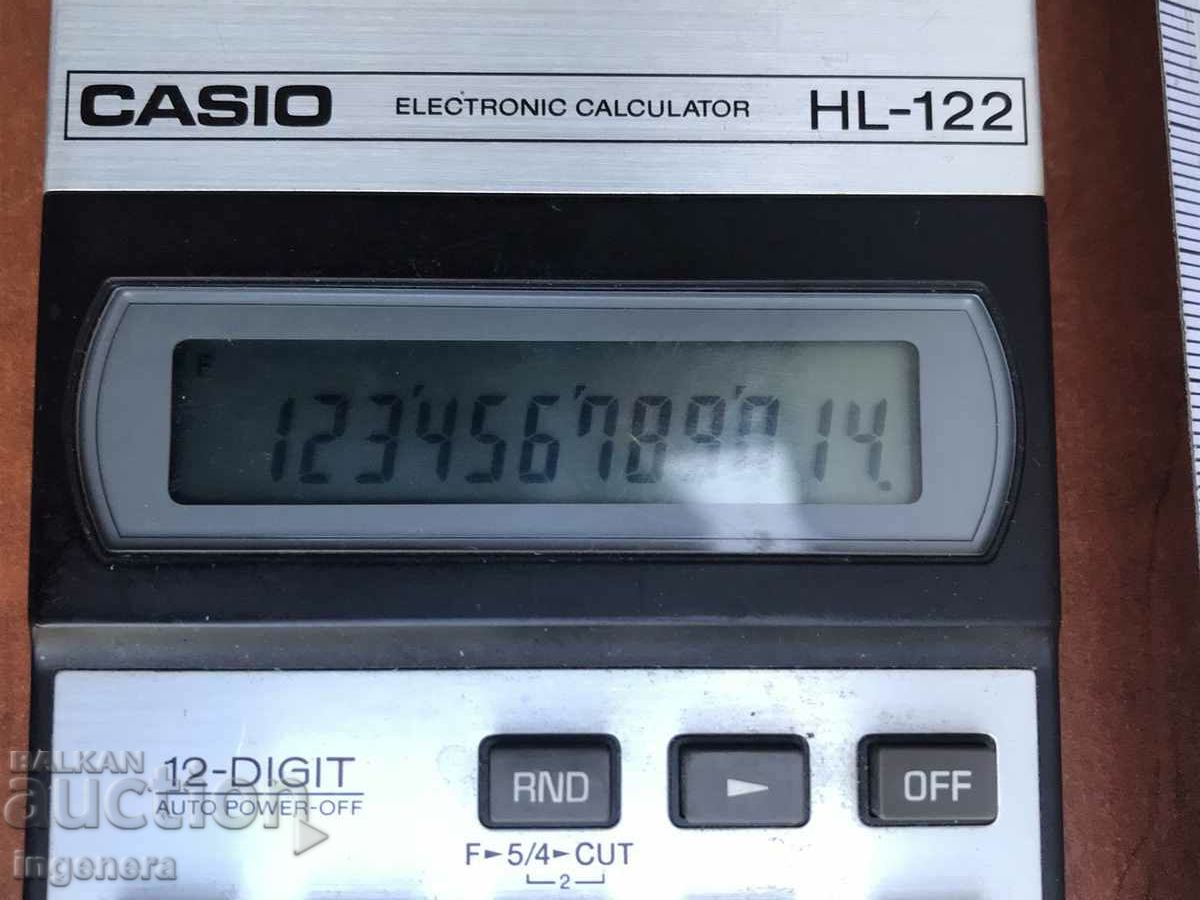 CASIO ELECTRONIC CALCULATOR HL-122
F
12-DIGIT
AUTO POWER-OFF
RND
OFF
F►5/4►CUT
2
BALKAN
auction
ingenera